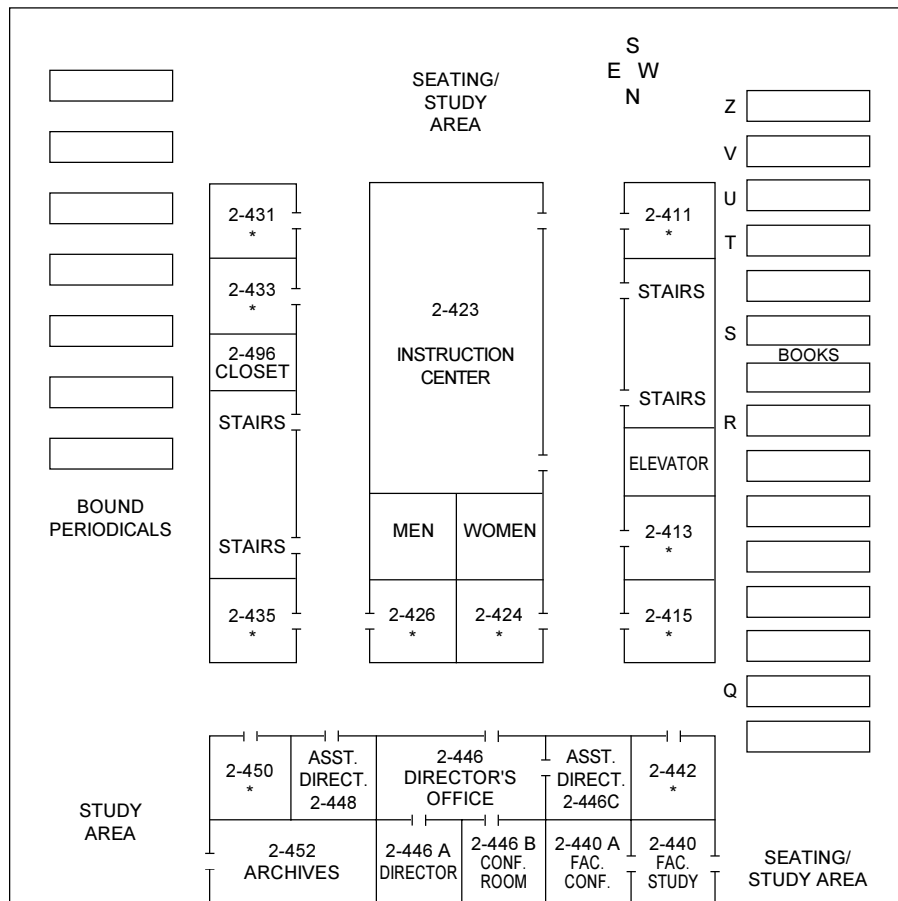 S
E W
N
SEATING/
STUDY
AREA
Z
V
U
T
S
BOOKS
R
Q
2-431
*
2-433
*
2-496
CLOSET
STAIRS
STAIRS
2-435
*
BOUND
PERIODICALS
2-423
INSTRUCTION
CENTER
MEN
WOMEN
2-426
*
2-424
*
2-411
*
STAIRS
STAIRS
ELEVATOR
2-413
*
2-415
*
2-450
*
ASST.
DIRECT.
2-448
2-446
DIRECTOR'S
OFFICE
ASST.
DIRECT.
2-446C
2-442
*
STUDY
AREA
2-452
ARCHIVES
2-446 A
DIRECTOR
2-446 B
CONF.
ROOM
2-440 A
FAC.
CONF.
2-440
FAC.
STUDY
SEATING/
STUDY AREA